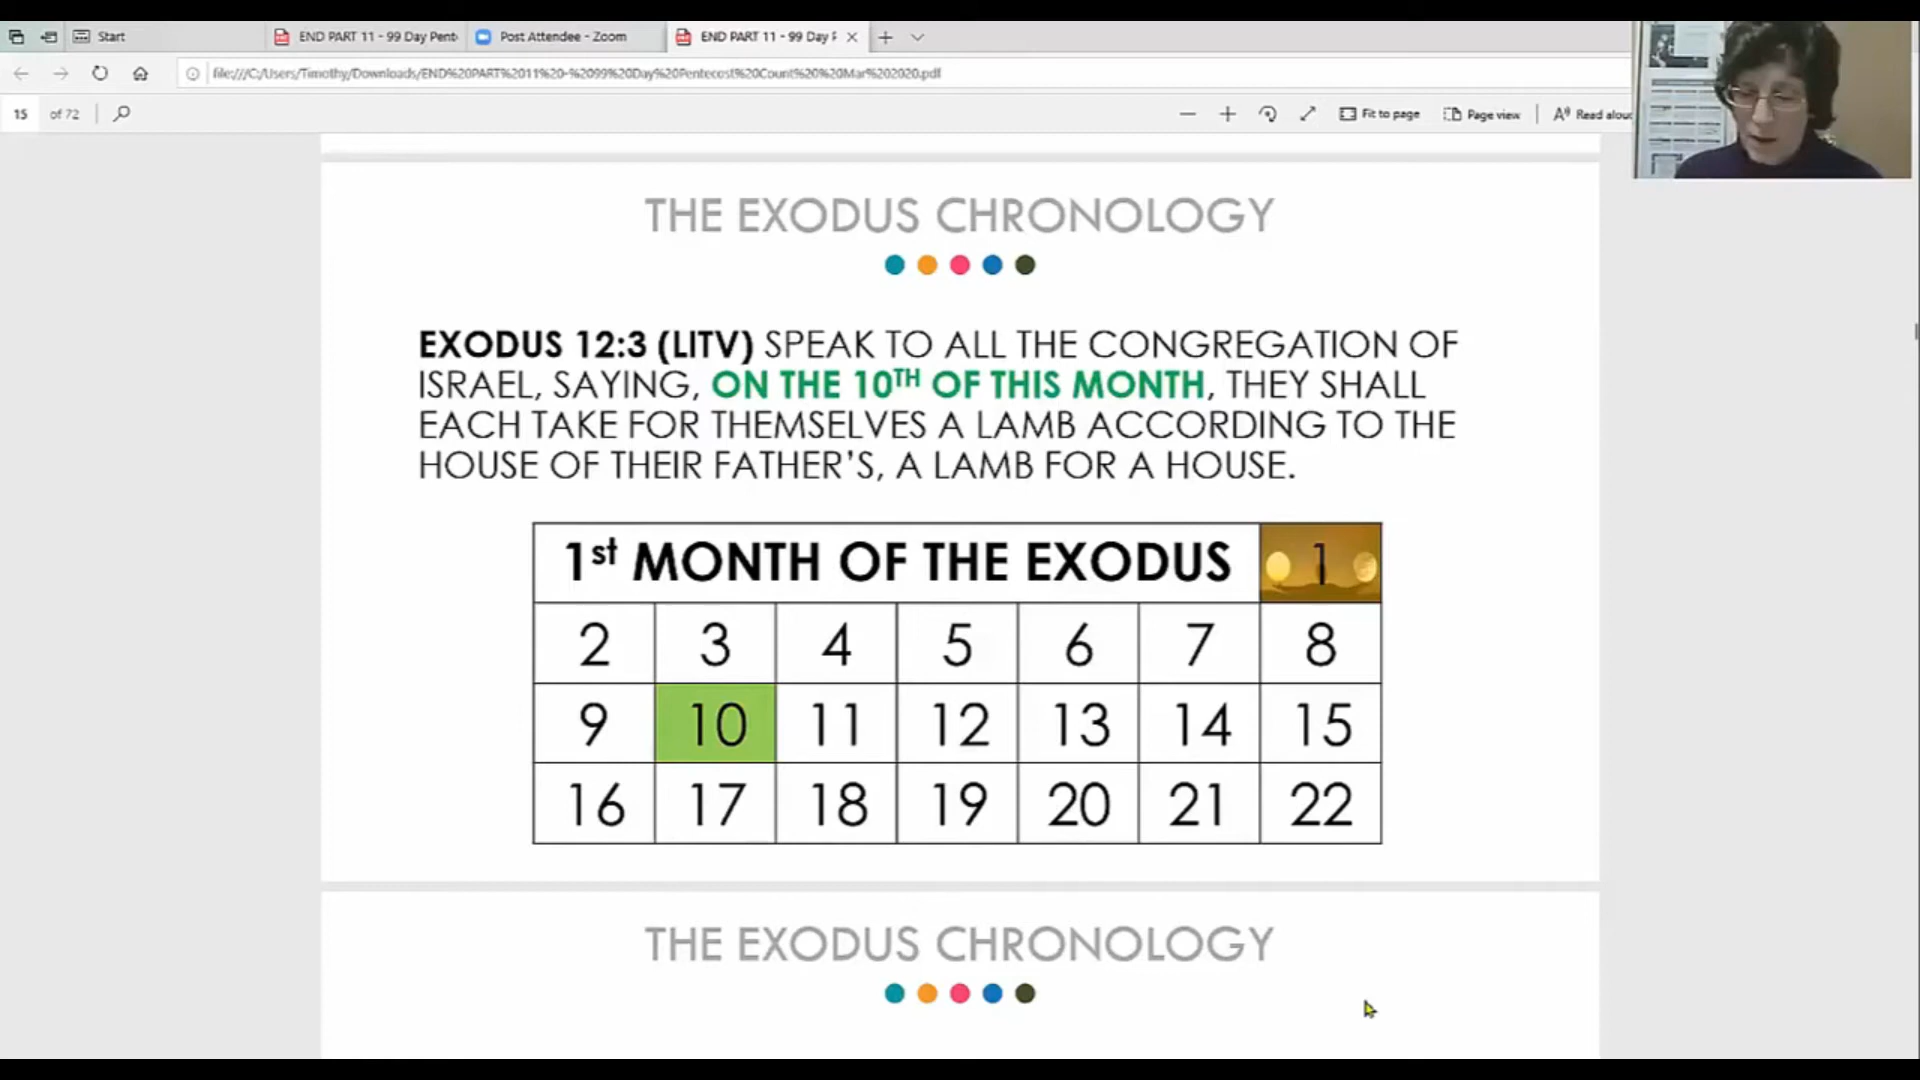 Start
END PART 11 - 99 Day Pent
Post Attendee - Zoom
END PART 11 - 99 Day P
file:///C:/Users/Timothy/Downloads/END%20PART%2011%20-%2099%20Day%20Pentecost%20Count%20%20Mar%202020.pdf
15 of 72
Fit to page
Page view
Read alou
THE EXODUS CHRONOLOGY
EXODUS 12:3 (LITV) SPEAK TO ALL THE CONGREGATION OF
ISRAEL, SAYING, ON THE 10TH OF THIS MONTH, THEY SHALL
EACH TAKE FOR THEMSELVES A LAMB ACCORDING TO THE
HOUSE OF THEIR FATHER'S, A LAMB FOR A HOUSE.
1st MONTH OF THE EXODUS 1
2 3 4 5 6 7 8
9 10 11 12 13 14 15
16 17 18 19 20 21 22
THE EXODUS CHRONOLOGY